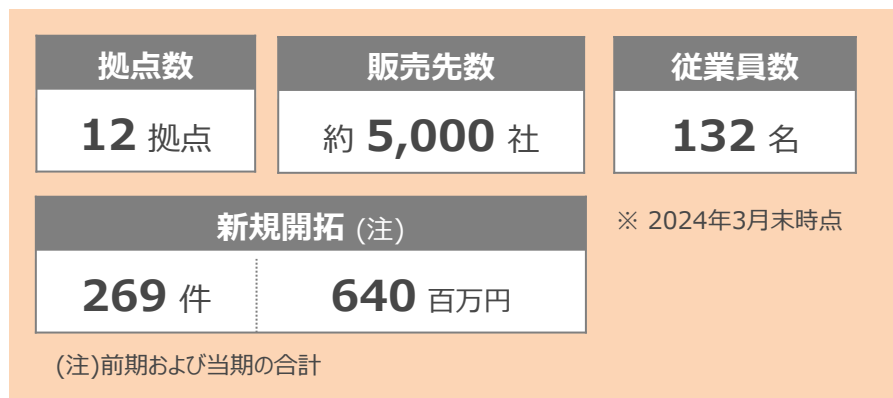 拠点数
12 拠点
販売先数
約 5,000 社
従業員数
132 名
新規開拓 (注)
269 件
640 百万円
※ 2024年3月末時点
(注)前期および当期の合計